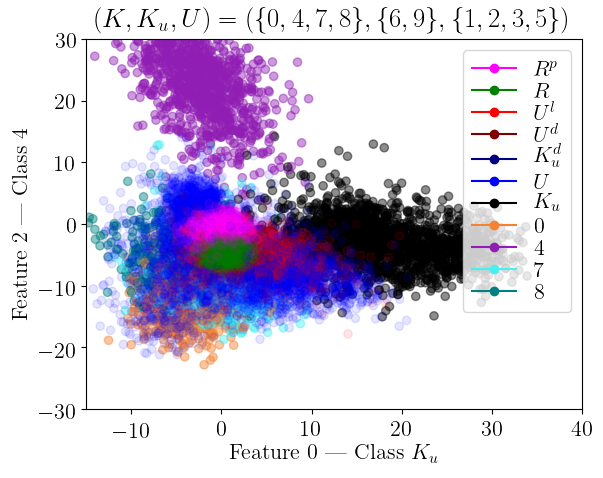 (K, K_u, U) = ({0, 4, 7, 8}, {6, 9}, {1, 2, 3, 5})
30
20
10
0
−10
−20
−30
Feature 2 — Class 4
−10
0
10
20
30
40
Feature 0 — Class K_u
R^p
R
U^l
U^d
K_u^d
U
K_u
0
4
7
8